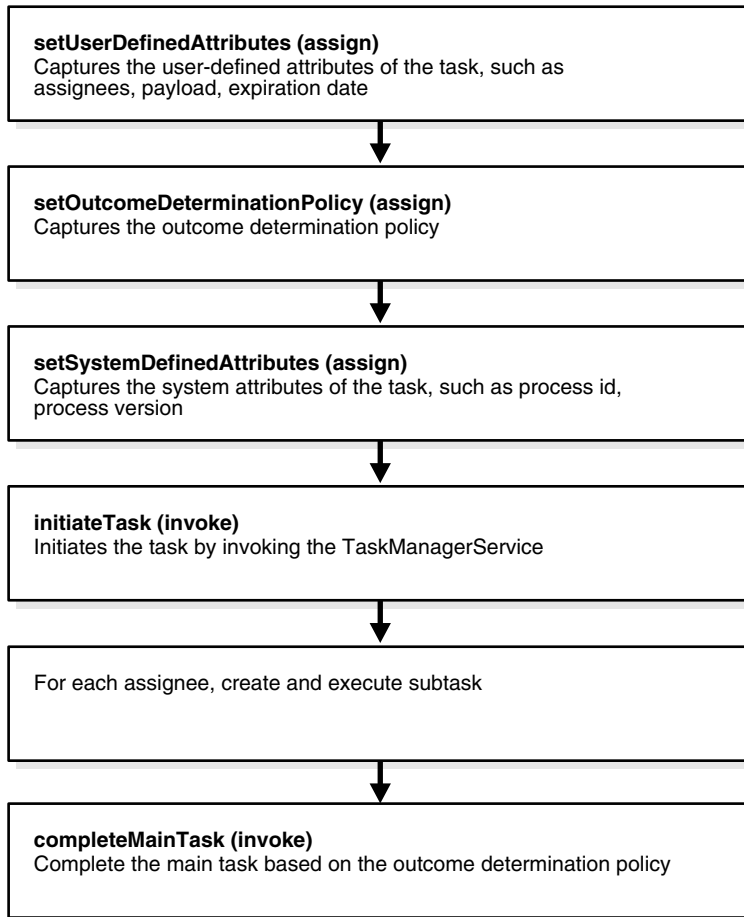 setUserDefinedAttributes (assign)
Captures the user-defined attributes of the task, such as
assignees, payload, expiration date
setOutcomeDeterminationPolicy (assign)
Captures the outcome determination policy
setSystemDefinedAttributes (assign)
Captures the system attributes of the task, such as process id,
process version
initiateTask (invoke)
Initiates the task by invoking the TaskManagerService
For each assignee, create and execute subtask
completeMainTask (invoke)
Complete the main task based on the outcome determination policy